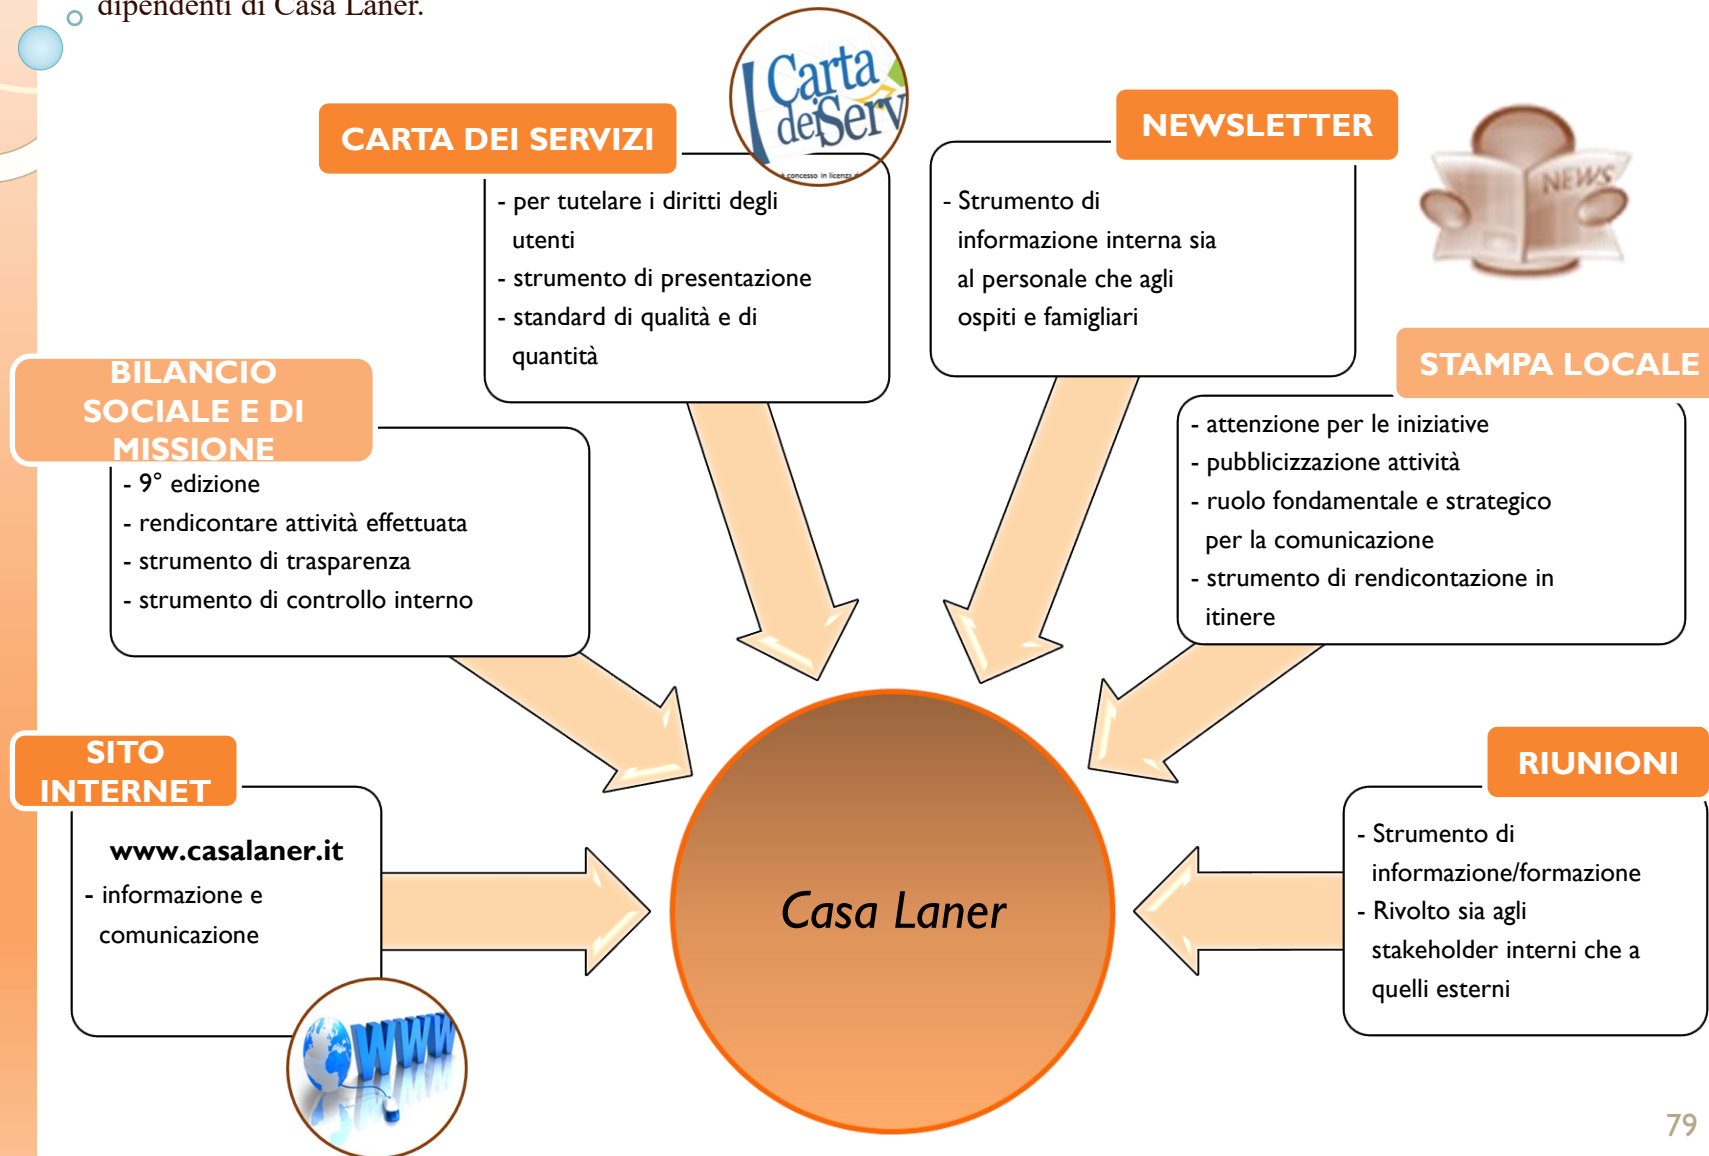 dipendenti di Casa Laner.
Carta
dei Serv
è concesso in licenza d
CARTA DEI SERVIZI
- per tutelare i diritti degli
utenti
- strumento di presentazione
- standard di qualità e di
quantità
NEWSLETTER
- Strumento di
informazione interna sia
al personale che agli
ospiti e famigliari
NEWS
BILANCIO
SOCIALE E DI
MISSIONE
- 9° edizione
- rendicontare attività effettuata
- strumento di trasparenza
- strumento di controllo interno
STAMPA LOCALE
- attenzione per le iniziative
- pubblicizzazione attività
- ruolo fondamentale e strategico
per la comunicazione
- strumento di rendicontazione in
itinere
SITO
INTERNET
www.casalaner.it
- informazione e
comunicazione
WWW
Casa Laner
RIUNIONI
- Strumento di
informazione/formazione
- Rivolto sia agli
stakeholder interni che a
quelli esterni
79